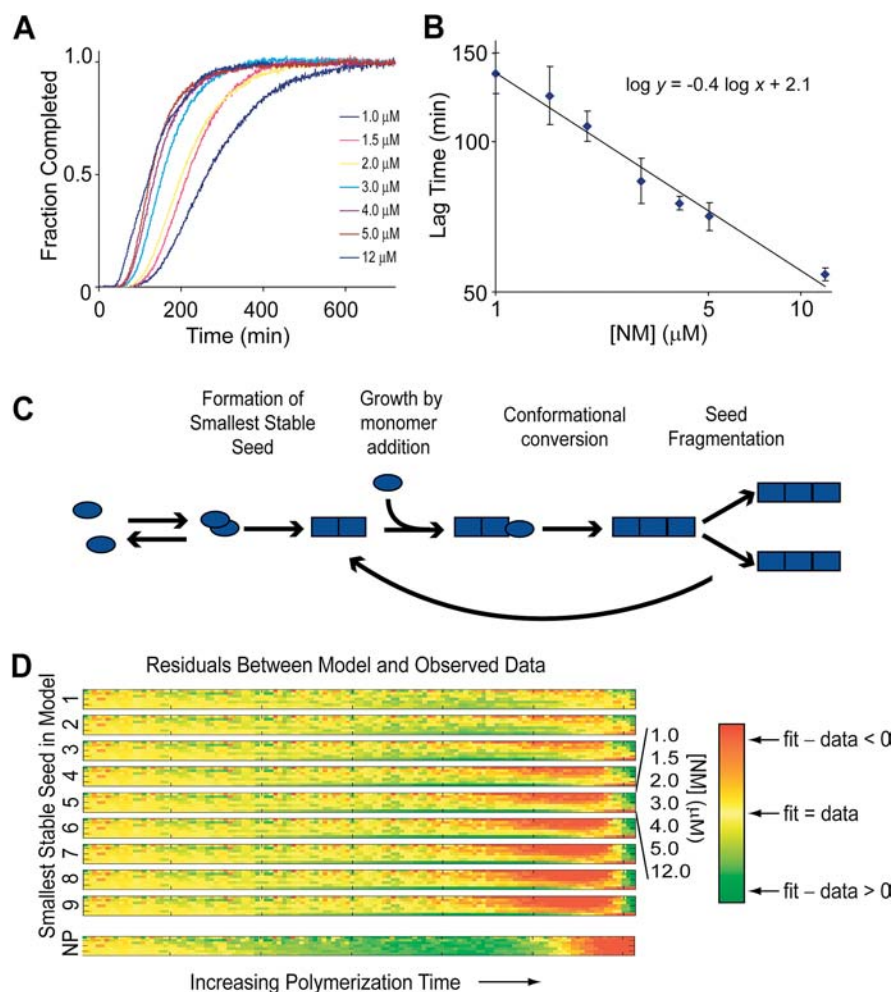 A
Fraction Completed
1.0
0.5
0
0
200
400
600
Time (min)
1.0 μM
1.5 μM
2.0 μM
3.0 μM
4.0 μM
5.0 μM
12 μM
B
Lag Time (min)
150
100
50
1
5
10
[NM] (μM)
log y = -0.4 log x + 2.1
C
Formation of
Smallest Stable
Seed
Growth by
monomer
addition
Conformational
conversion
Seed
Fragmentation
D
Residuals Between Model and Observed Data
Smallest Stable Seed in Model
1
2
3
4
5
6
7
8
9
NP
Increasing Polymerization Time
1.0
1.5
2.0
3.0
4.0
5.0
12.0
[NM] (μM)
fit – data < 0
fit = data
fit – data > 0